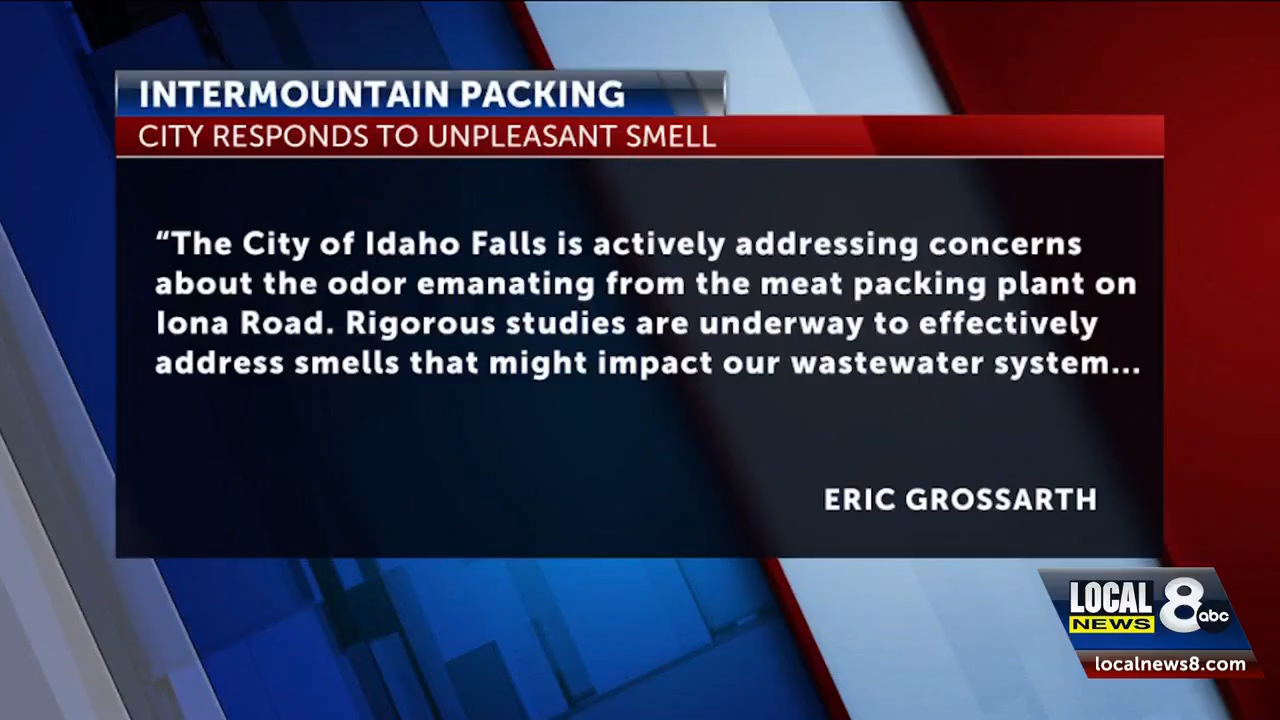 INTERMOUNTAIN PACKING
CITY RESPONDS TO UNPLEASANT SMELL
“The City of Idaho Falls is actively addressing concerns
about the odor emanating from the meat packing plant on
Iona Road. Rigorous studies are underway to effectively
address smells that might impact our wastewater system...
ERIC GROSSARTH
LOCAL 8 abc
NEWS
localnews8.com